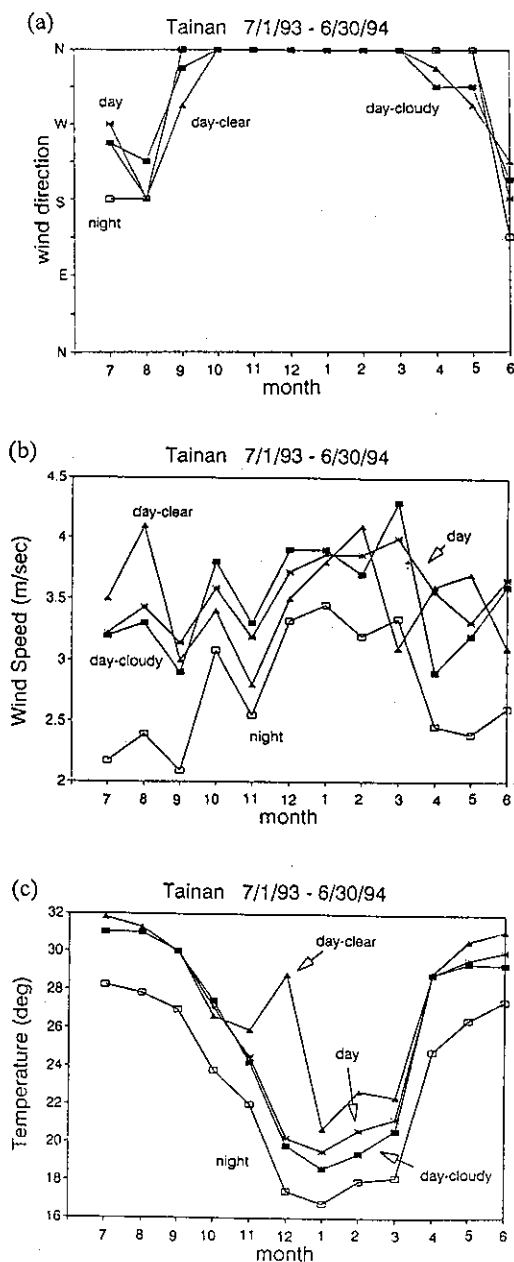 (a)
Tainan 7/1/93 - 6/30/94
N
W
S
E
N
wind direction
day
day-clear
day-cloudy
night
7 8 9 10 11 12 1 2 3 4 5 6
month
(b)
Tainan 7/1/93 - 6/30/94
4.5
4
3.5
3
2.5
2
Wind Speed (m/sec)
day-clear
day
day-cloudy
night
7 8 9 10 11 12 1 2 3 4 5 6
month
(c)
Tainan 7/1/93 - 6/30/94
32
30
28
26
24
22
20
18
16
Temperature (deg)
day-clear
day
night
day-cloudy
7 8 9 10 11 12 1 2 3 4 5 6
month